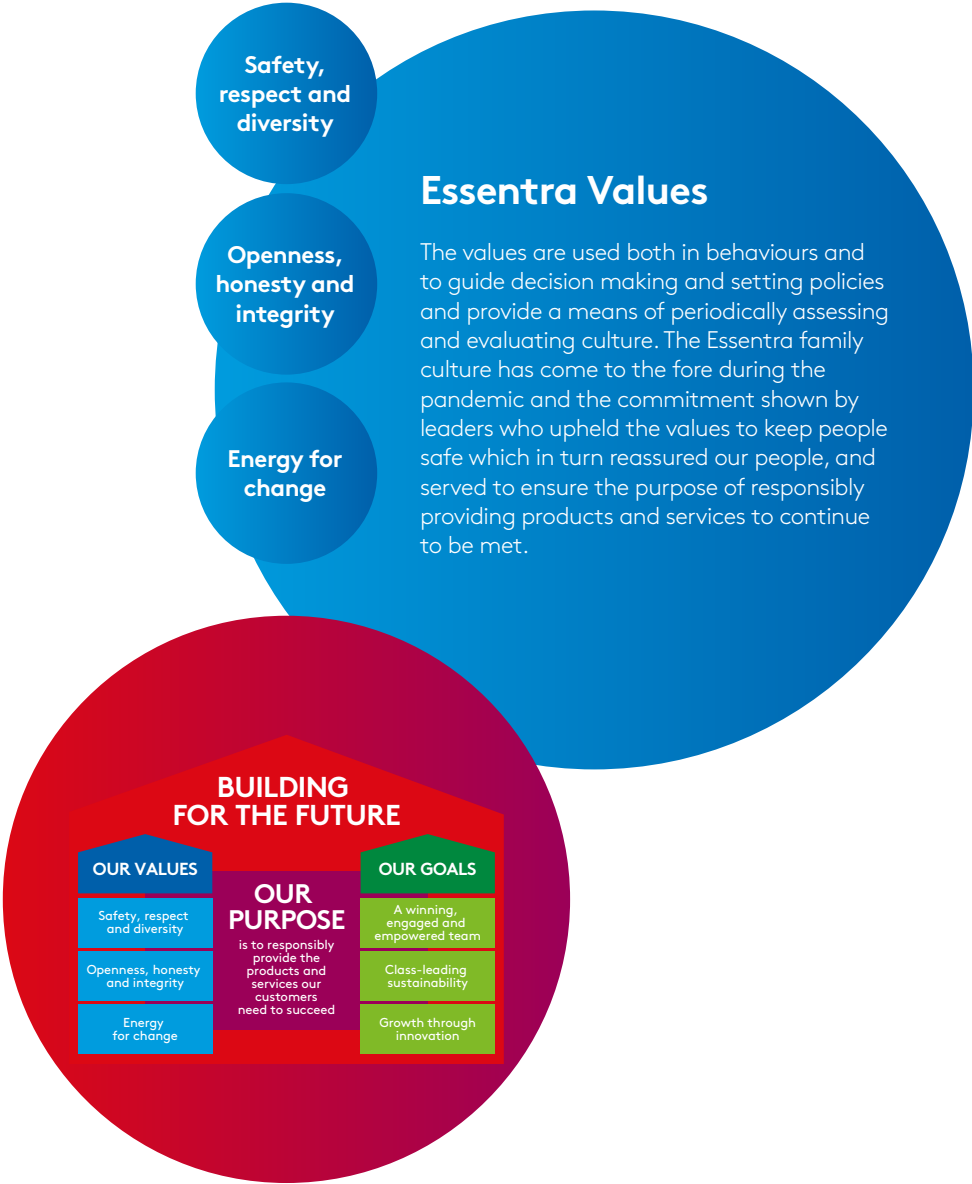 Safety,
respect and
diversity
Openness,
honesty and
integrity
Energy for
change
Essentra Values
The values are used both in behaviours and
to guide decision making and setting policies
and provide a means of periodically assessing
and evaluating culture. The Essentra family
culture has come to the fore during the
pandemic and the commitment shown by
leaders who upheld the values to keep people
safe which in turn reassured our people, and
served to ensure the purpose of responsibly
providing products and services to continue
to be met.
BUILDING
FOR THE FUTURE
OUR VALUES
Safety, respect
and diversity
Openness, honesty
and integrity
Energy
for change
OUR
PURPOSE
is to responsibly
provide the
products and
services our
customers
need to succeed
OUR GOALS
A winning,
engaged and
empowered team
Class-leading
sustainability
Growth through
innovation